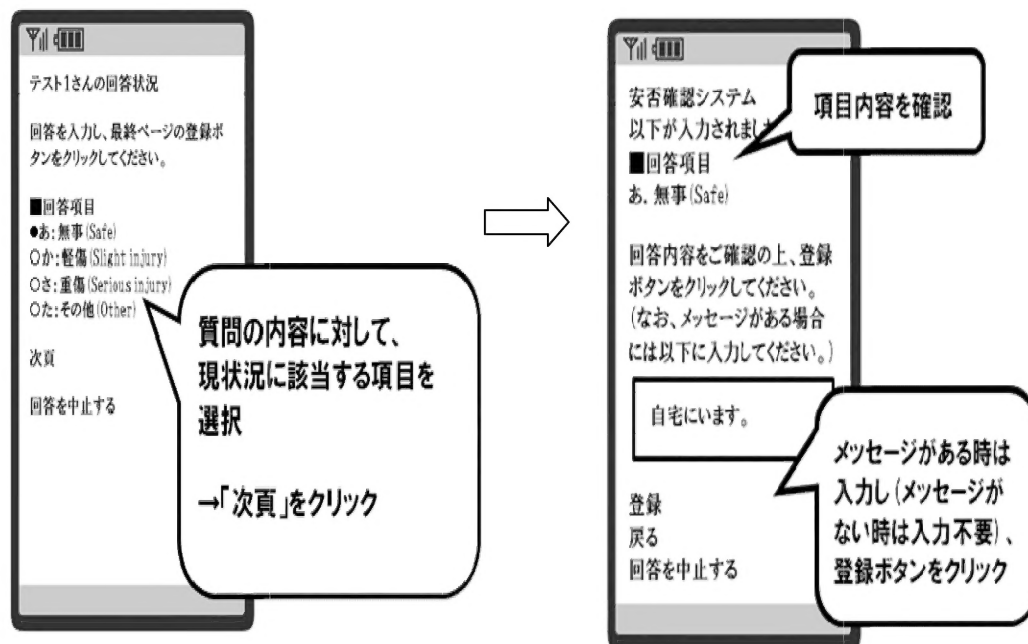 テスト1さんの回答状況
回答を入力し、最終ページの登録ボ
タンをクリックしてください。
■回答項目
●あ:無事(Safe)
○か:軽傷(Slight injury)
○さ:重傷(Serious injury)
○た:その他(Other)
次頁
回答を中止する
質問の内容に対して、
現状況に該当する項目を
選択
→「次頁」をクリック
安否確認システム
以下が入力されまし
■回答項目
あ.無事(Safe)
回答内容をご確認の上、登録
ボタンをクリックしてください。
(なお、メッセージがある場合
には以下に入力してください。)
自宅にいます。
登録
戻る
回答を中止する
項目内容を確認
メッセージがある時は
入力し(メッセージが
ない時は入力不要)、
登録ボタンをクリック